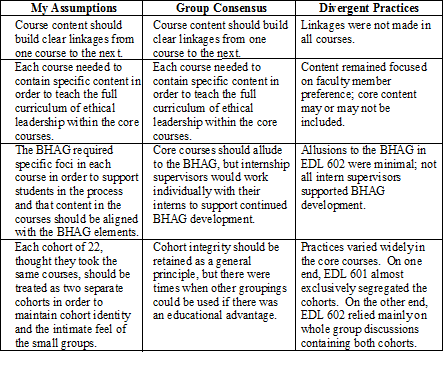 My Assumptions
Group Consensus
Divergent Practices
Course content should
build clear linkages from
one course to the next.
Course content should build
clear linkages from one
course to the next.
Linkages were not made in
all courses.
Each course needed to
contain specific content in
order to teach the full
curriculum of ethical
leadership within the core
courses.
Each course needed to
contain specific content in
order to teach the full
curriculum of ethical
leadership within the core
courses.
Content remained focused
on faculty member
preference; core content
may or may not be
included.
The BHAG required
specific foci in each
course in order to support
students in the process
and that content in the
courses should be aligned
with the BHAG elements.
Core courses should allude
to the BHAG, but internship
supervisors would work
individually with their
interns to support continued
BHAG development.
Allusions to the BHAG in
EDL 602 were minimal; not
all intern supervisors
supported BHAG
development.
Each cohort of 22,
thought they took the
same courses, should be
treated as two separate
cohorts in order to
maintain cohort identity
and the intimate feel of
the small groups.
Cohort integrity should be
retained as a general
principle, but there were
times when other groupings
could be used if there was
an educational advantage.
Practices varied widely in
the core courses. On one
end, EDL 601 almost
exclusively segregated the
cohorts. On the other end,
EDL 602 relied mainly on
whole group discussions
containing both cohorts.